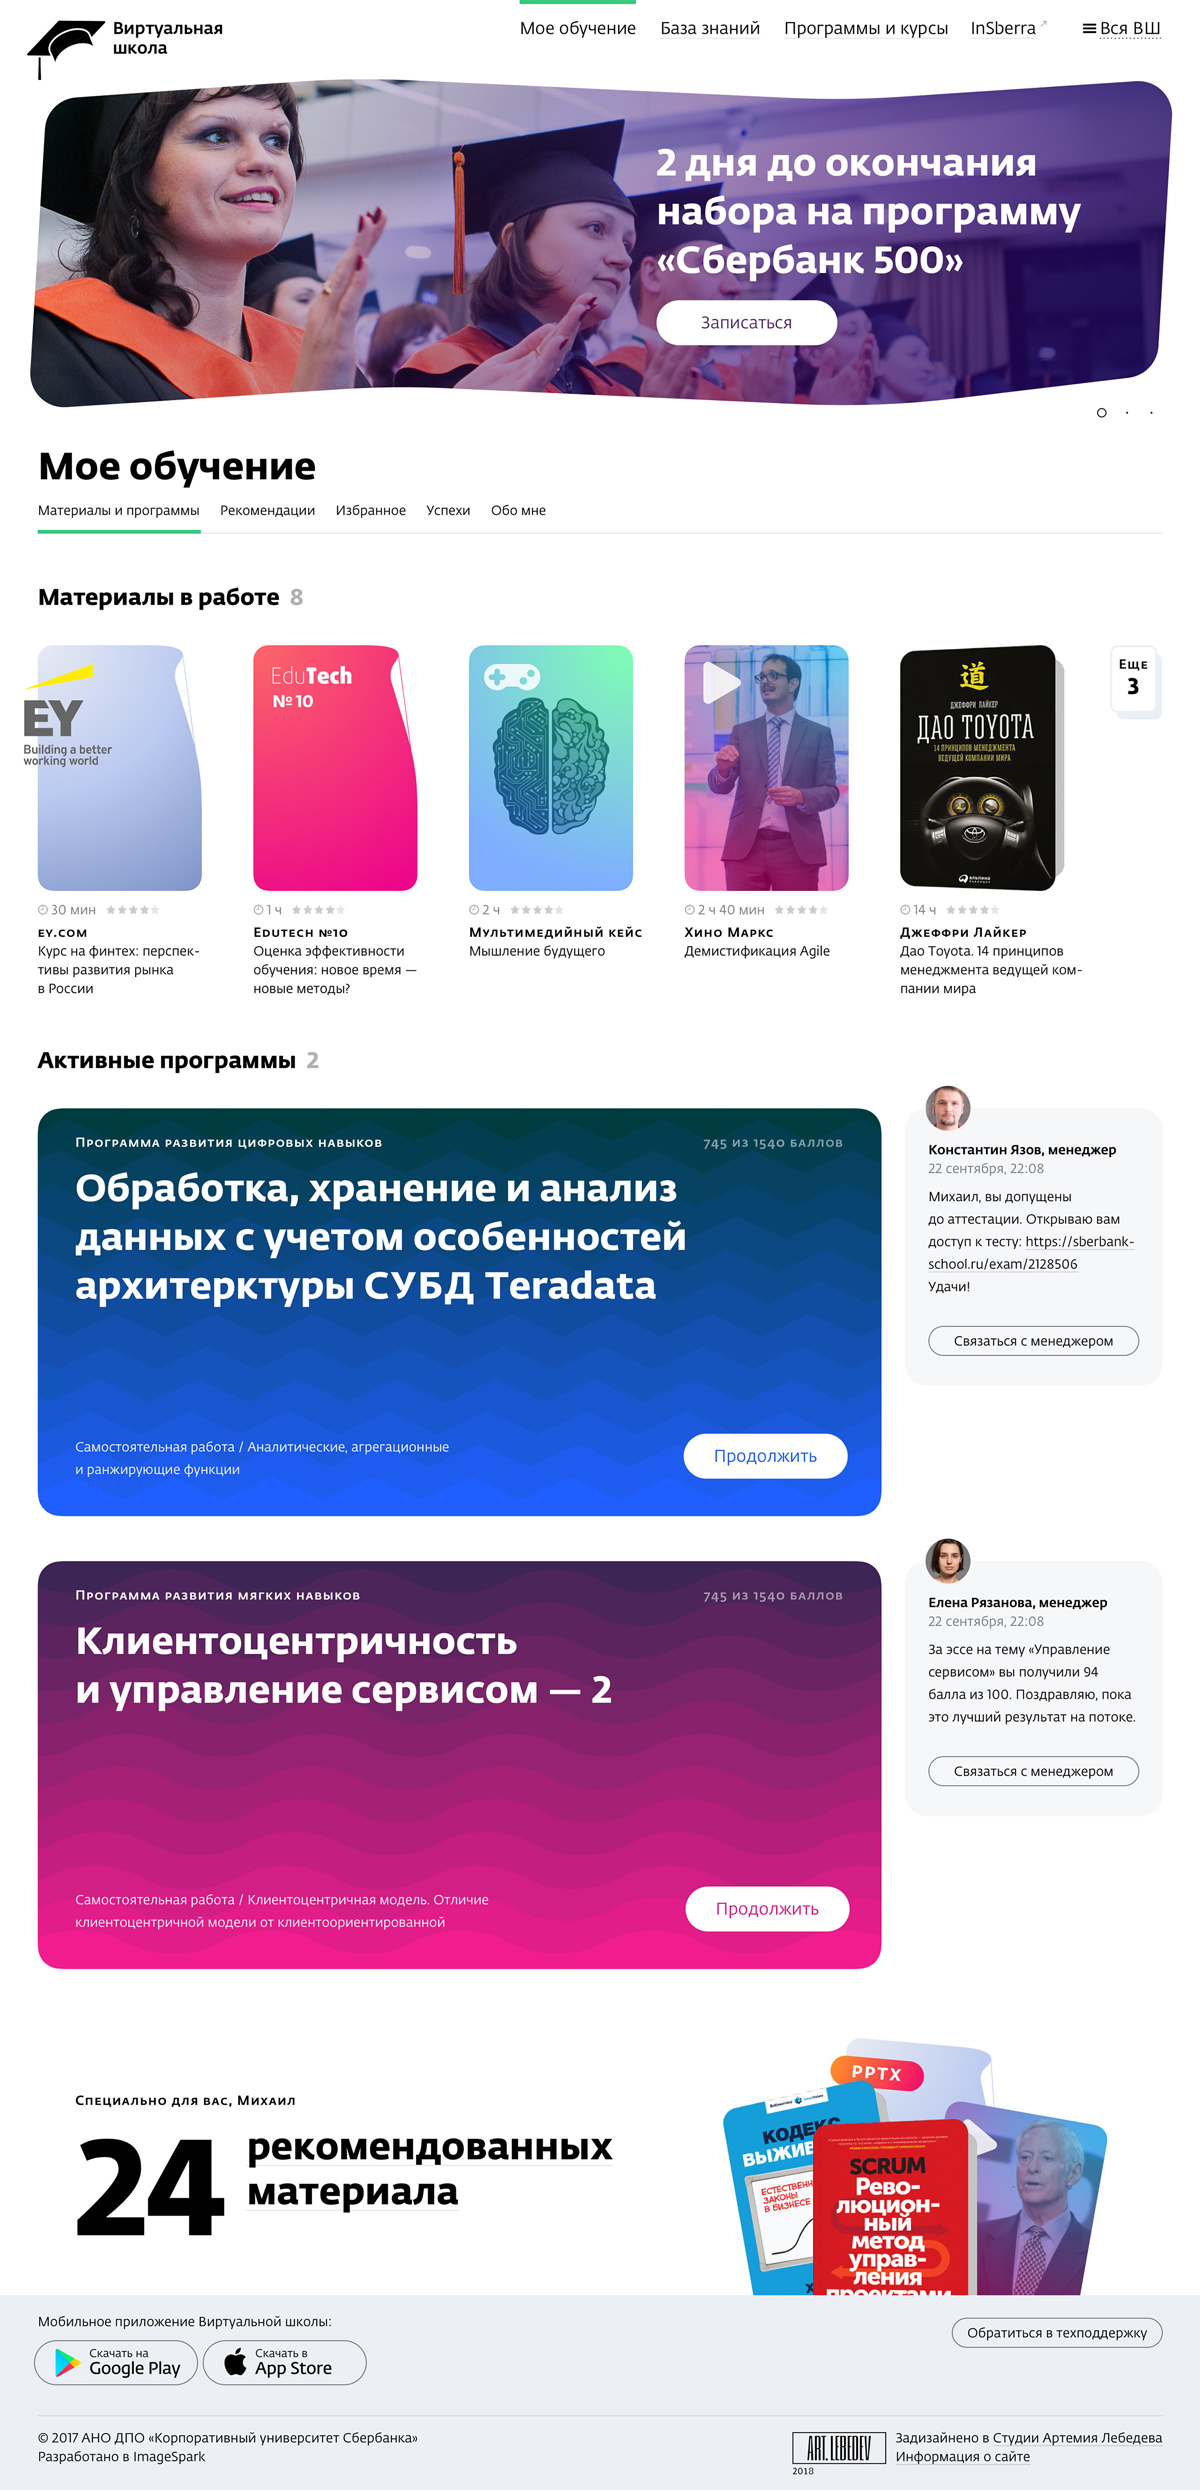 Виртуальная
школа
Мое обучение
База знаний
Программы и курсы
InSberra
Вся ВШ
2 дня до окончания
набора на программу
«Сбербанк 500»
Записаться
Мое обучение
Материалы и программы
Рекомендации
Избранное
Успехи
Обо мне
Материалы в работе 8
EY
Building a better
working world
EduTech
№ 10
道
ДЖЕФФРИ ЛАЙКЕР
ДАО TOYOTA
14 ПРИНЦИПОВ МЕНЕДЖМЕНТА
ВЕДУЩЕЙ КОМПАНИИ МИРА
Еще
3
30 мин
EY.COM
Курс на финтех: перспек-
тивы развития рынка
в России
1 ч
EDUTECH №10
Оценка эффективности
обучения: новое время —
новые методы?
2 ч
Мультимедийный кейс
Мышление будущего
2 ч 40 мин
Хино Маркс
Демистификация Agile
14 ч
Джеффри Лайкер
Дао Toyota. 14 принципов
менеджмента ведущей ком-
пании мира
Активные программы 2
Программа развития цифровых навыков
745 из 1540 баллов
Обработка, хранение и анализ
данных с учетом особенностей
архитерктуры СУБД Teradata
Самостоятельная работа / Аналитические, агрегационные
и ранжирующие функции
Продолжить
Константин Язов, менеджер
22 сентября, 22:08
Михаил, вы допущены
до аттестации. Открываю вам
доступ к тесту: https://sberbank-
school.ru/exam/2128506
Удачи!
Связаться с менеджером
Программа развития мягких навыков
745 из 1540 баллов
Клиентоцентричность
и управление сервисом — 2
Самостоятельная работа / Клиентоцентричная модель. Отличие
клиентоцентричной модели от клиентоориентированной
Продолжить
Елена Рязанова, менеджер
22 сентября, 22:08
За эссе на тему «Управление
сервисом» вы получили 94
балла из 100. Поздравляю, пока
это лучший результат на потоке.
Связаться с менеджером
Специально для вас, Михаил
24 рекомендованных
материала
PPTX
КОДЕКС
ВЫЖИВ
ЕСТЕСТВЕН
ЗАКОНЫ
В БИЗНЕСЕ
SCRUM
Рево-
люцион-
ный
метод
управ-
ления
проектами
Мобильное приложение Виртуальной школы:
Скачать на
Google Play
Скачать в
App Store
Обратиться в техподдержку
© 2017 АНО ДПО «Корпоративный университет Сбербанка»
Разработано в ImageSpark
ART. LEBEDEV
2018
Задизайнено в Студии Артемия Лебедева
Информация о сайте